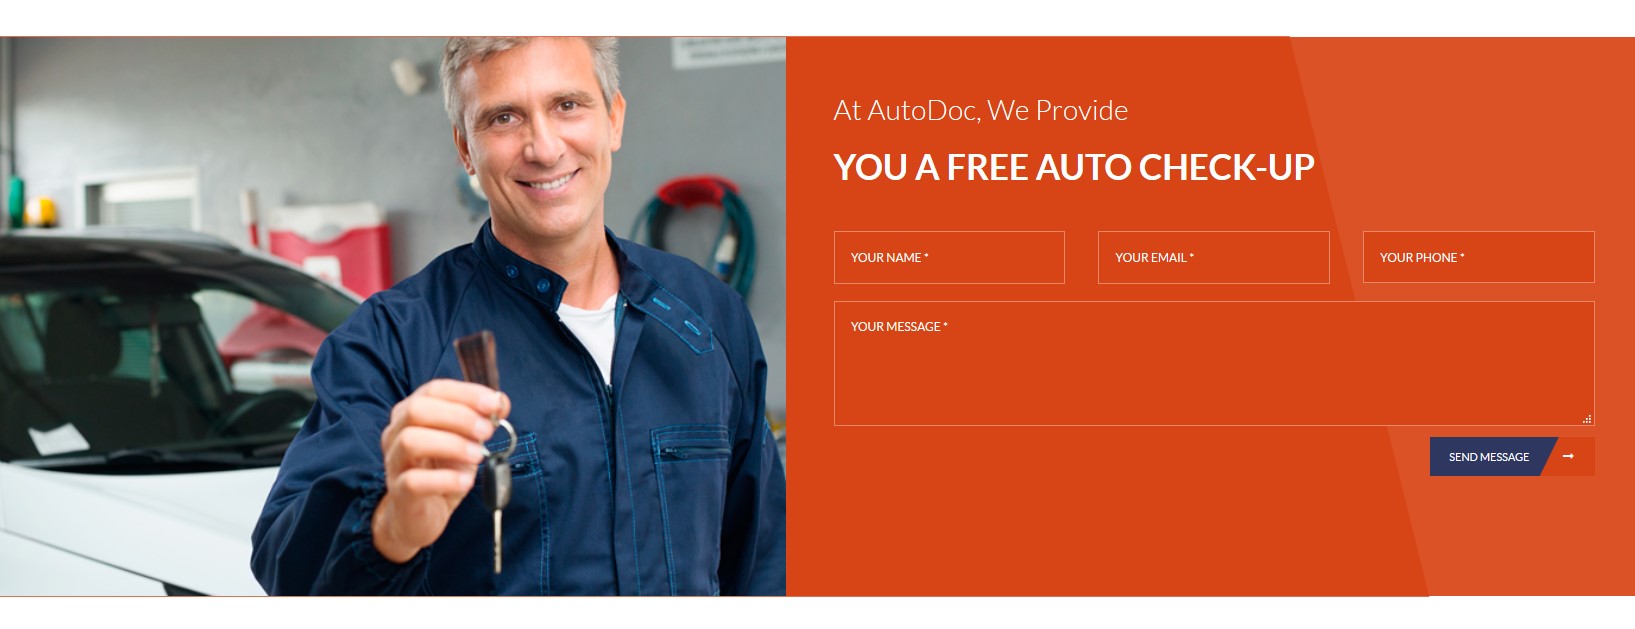 At AutoDoc, We Provide
YOU A FREE AUTO CHECK-UP
YOUR NAME *
YOUR EMAIL *
YOUR PHONE *
YOUR MESSAGE *
SEND MESSAGE